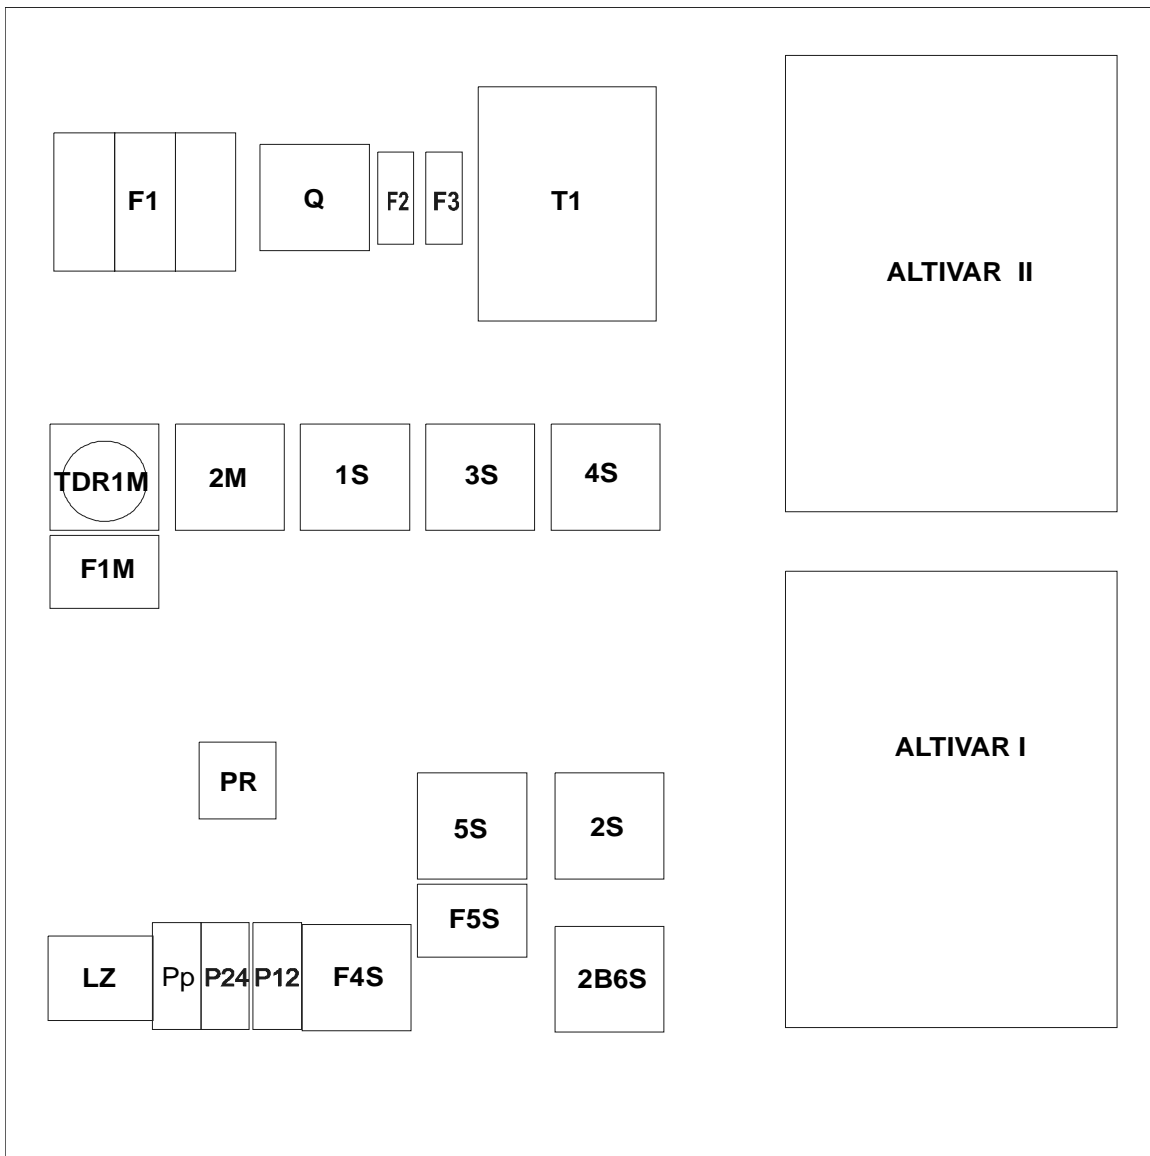 F1
Q
F2
F3
T1
ALTIVAR II
TDR1M
2M
1S
3S
4S
F1M
PR
5S
2S
ALTIVAR I
F5S
LZ
Pp
P24
P12
F4S
2B6S